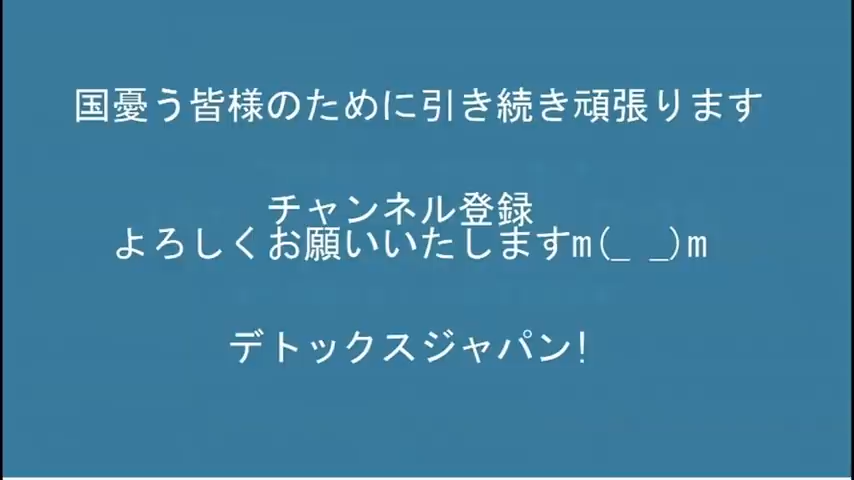 国憂う皆様のために引き続き頑張ります
チャンネル登録
よろしくお願いいたしますm(_ _)m
デトックスジャパン!